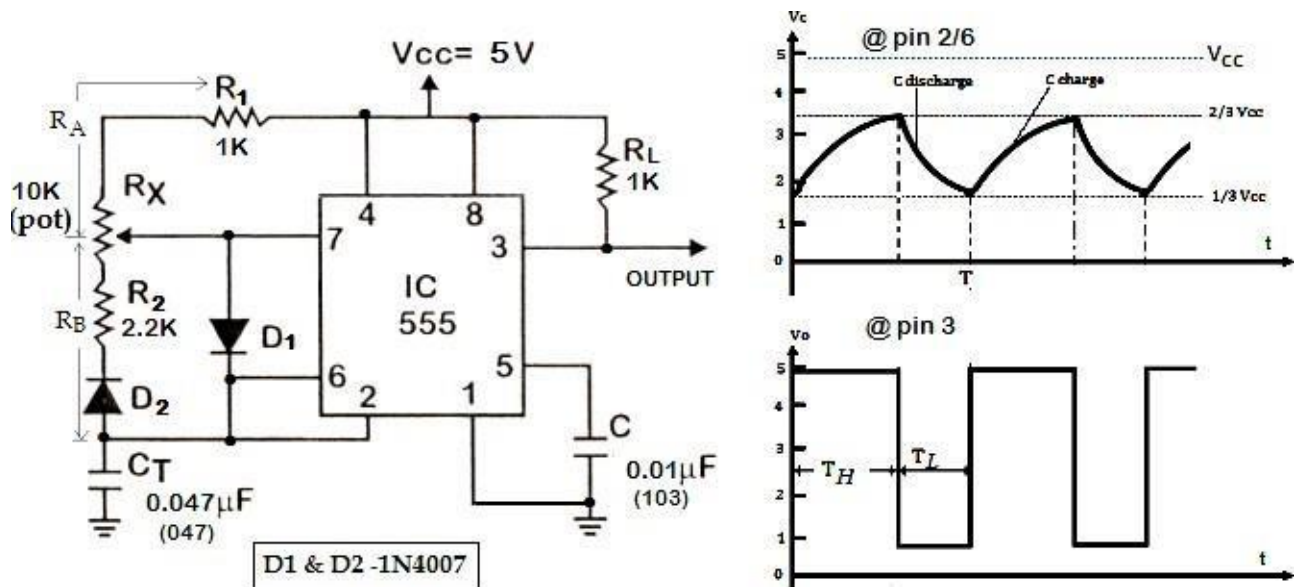 Vcc= 5V
R1
1K
RA
RL
1K
10K
(pot)
RX
4
8
7
3
OUTPUT
IC
555
R2
2.2K
RB
D1
6
5
2
1
D2
C
CT
0.047µF
(047)
0.01µF
(103)
D1 & D2 -1N4007
Vc
@ pin 2/6
5
VCC
C discharge
C charge
4
2/3 Vcc
3
2
1/3 Vcc
1
t
0
T
Vo
@ pin 3
5
4
3
TH
TL
2
1
t
0